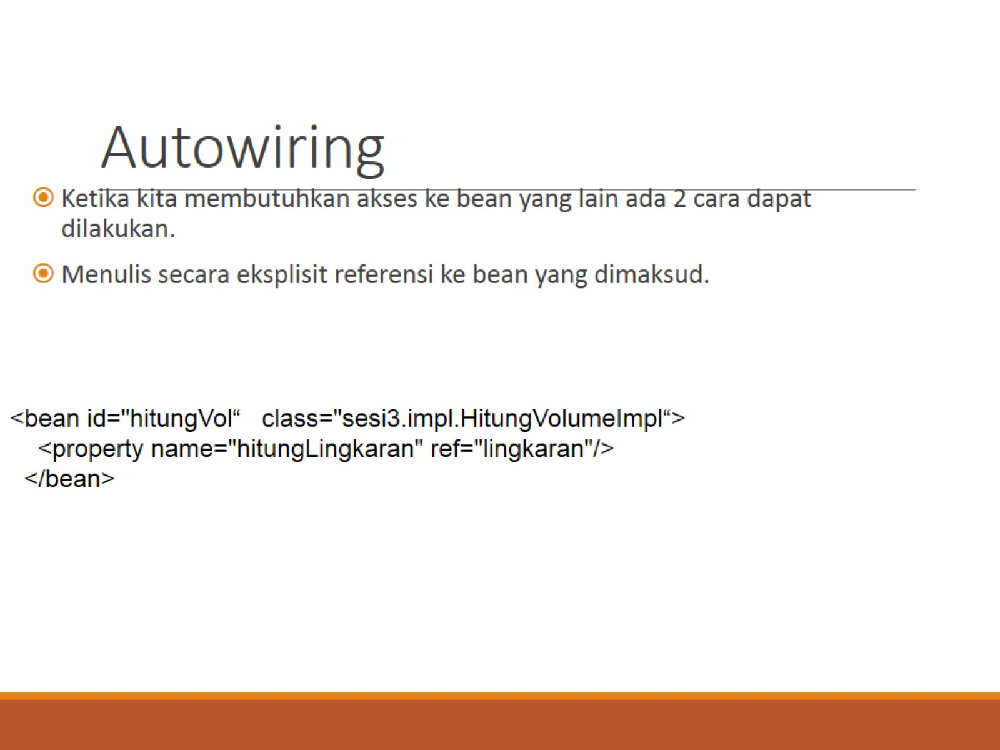 Autowiring
Ketika kita membutuhkan akses ke bean yang lain ada 2 cara dapat
dilakukan.
Menulis secara eksplisit referensi ke bean yang dimaksud.
<bean id="hitungVol“ class="sesi3.impl.HitungVolumeImpl“>
<property name="hitungLingkaran" ref="lingkaran"/>
</bean>